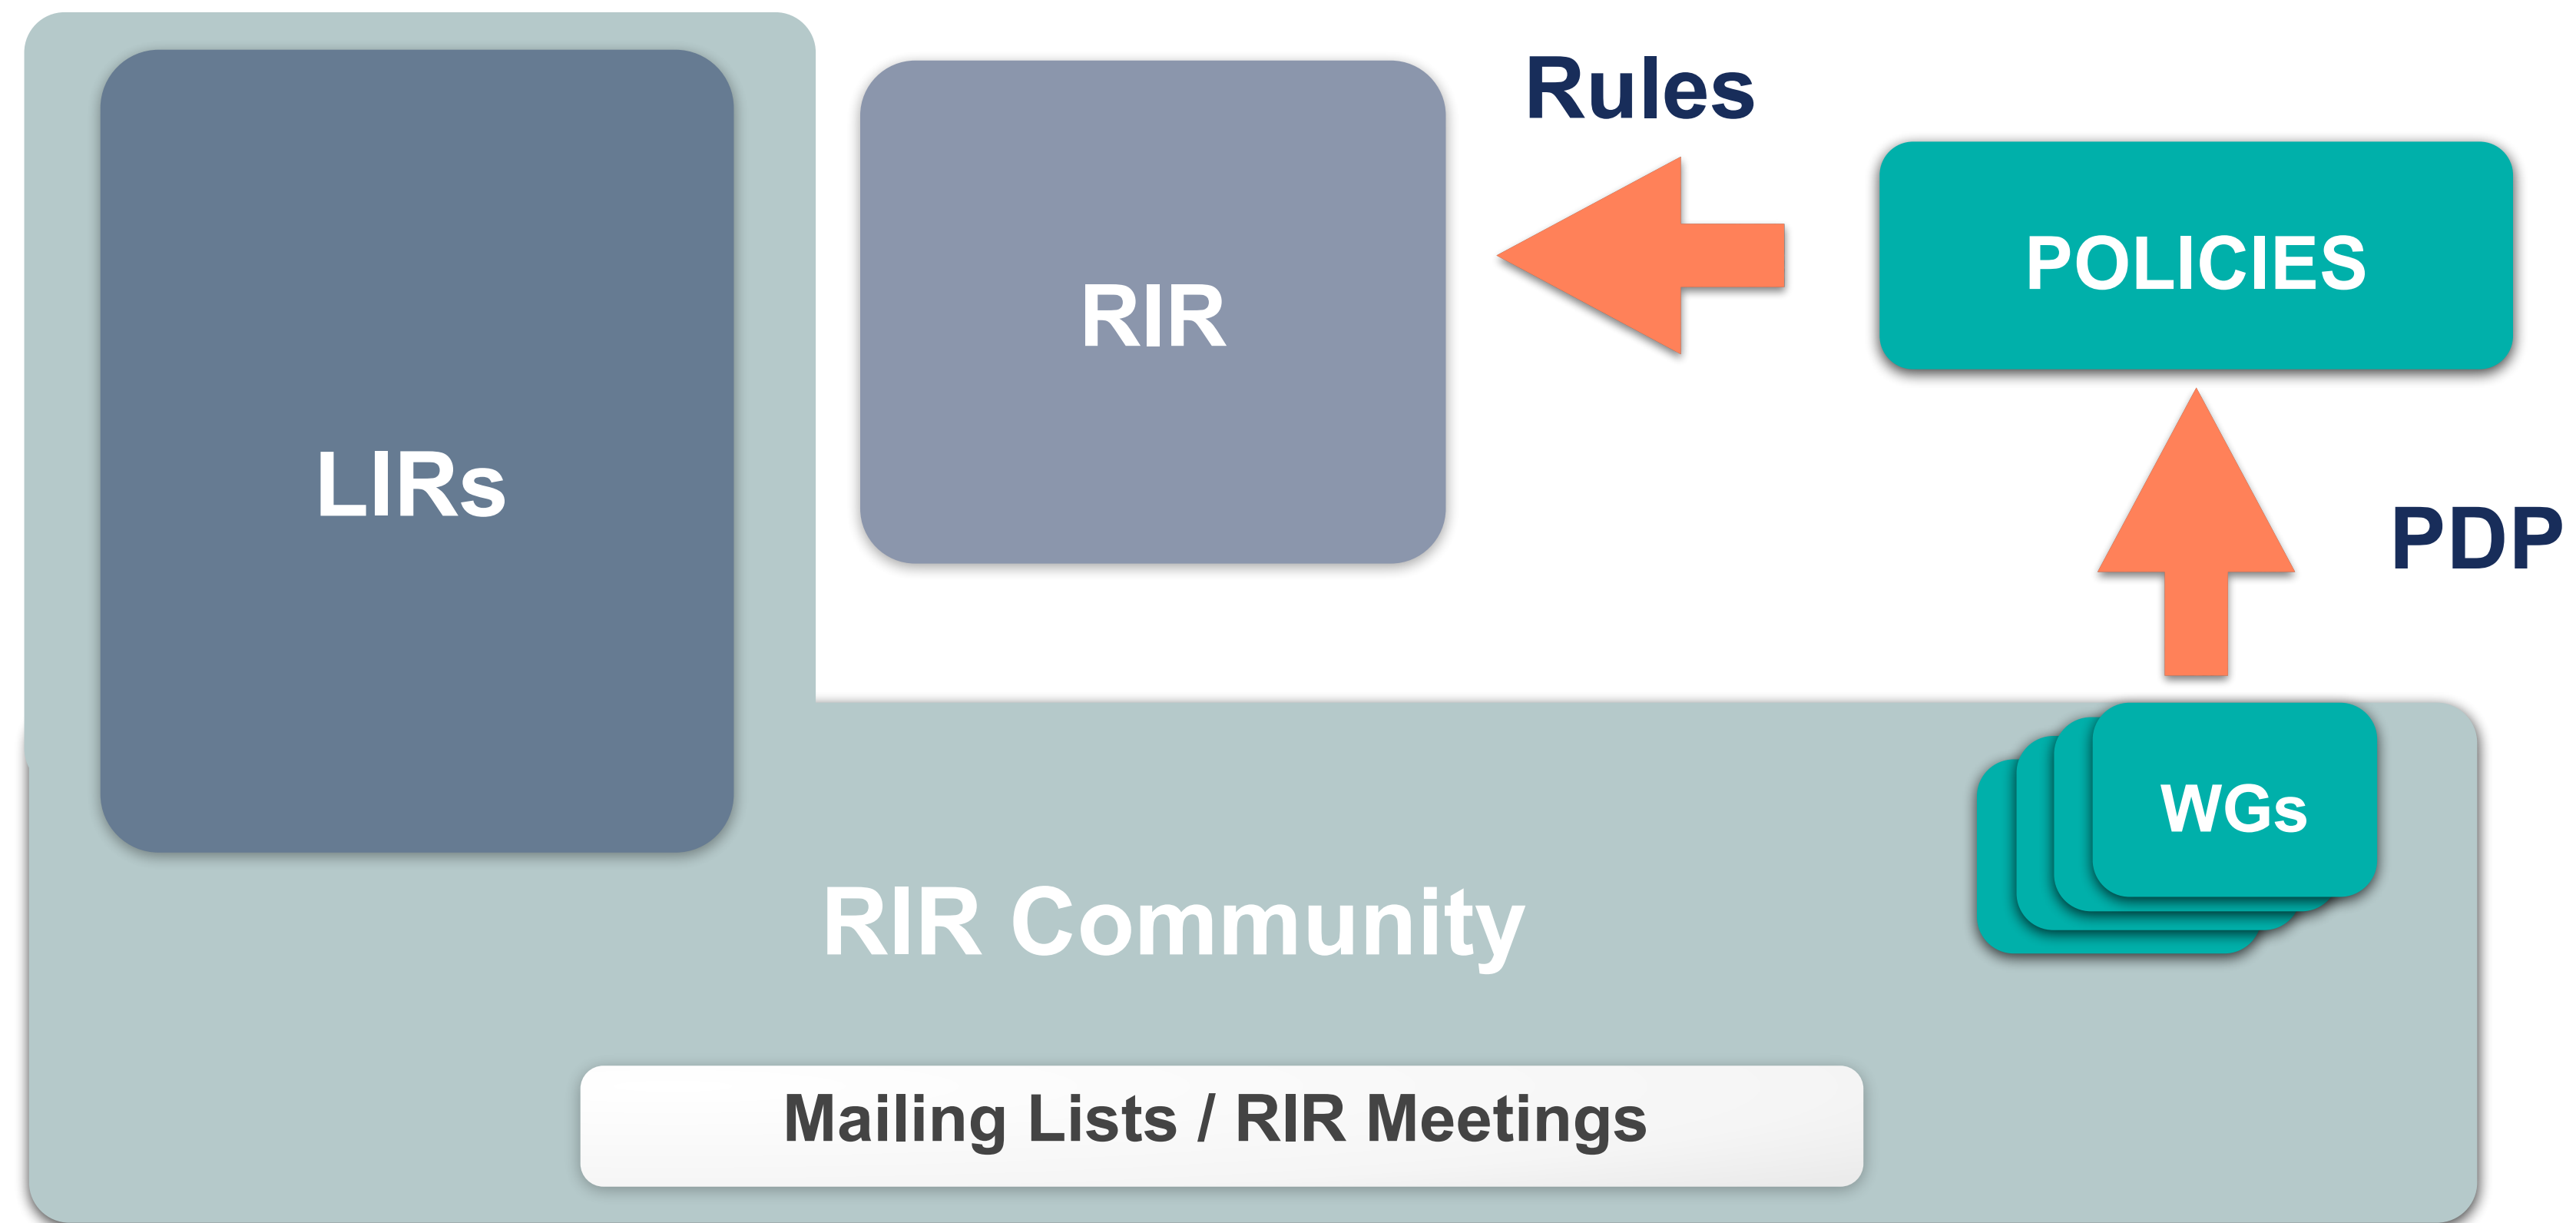 Rules
POLICIES
RIR
LIRs
PDP
WGs
RIR Community
Mailing Lists / RIR Meetings